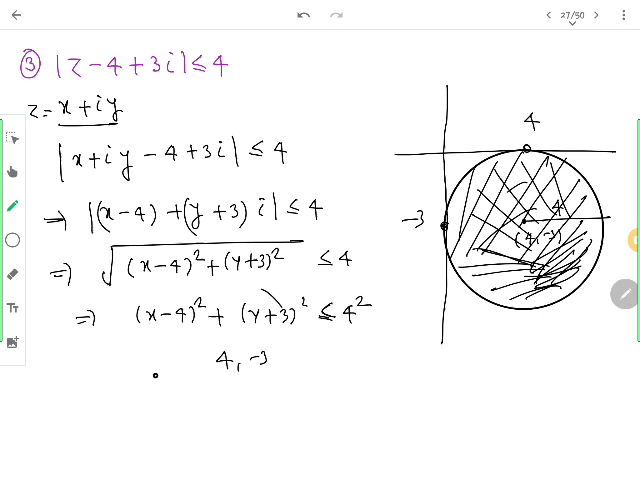 27/50
③ |z-4+3i| ≤ 4
z = x+iy
|x+iy-4+3i| ≤ 4
⇒ |(x-4)+(y+3)i| ≤ 4
⇒ √((x-4)²+(y+3)²) ≤ 4
⇒ (x-4)²+(y+3)² ≤ 4²
4, -3
4
-3
4
(4,-3)
Tт